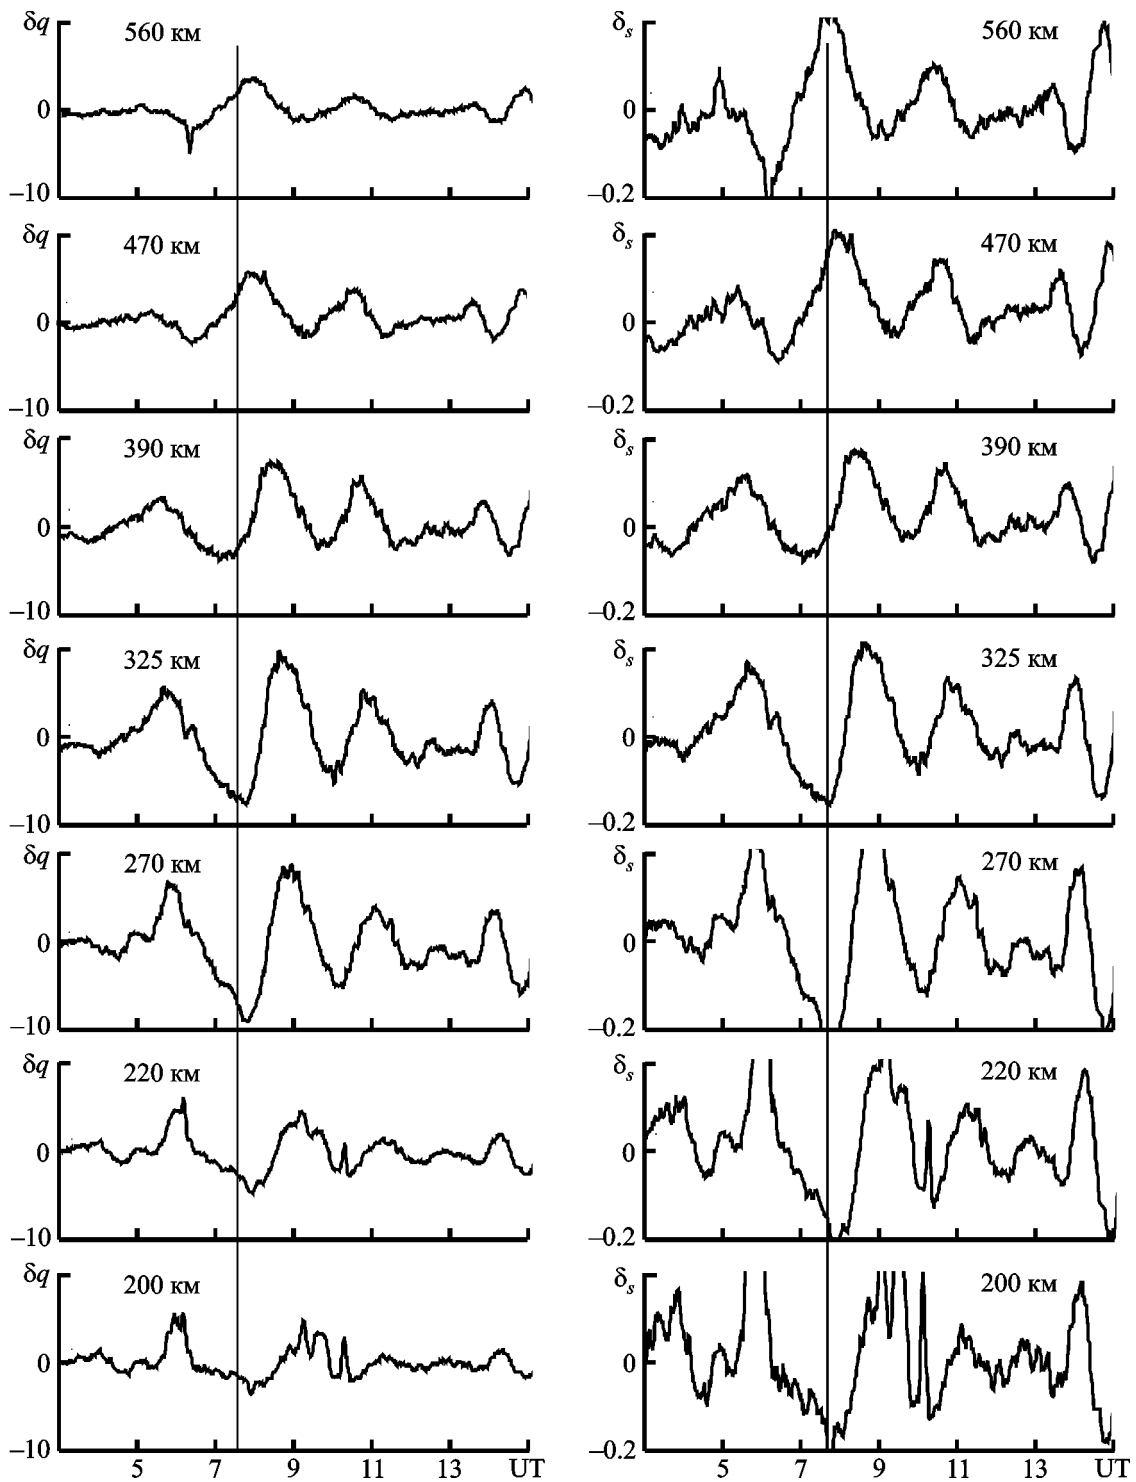 δq 560 км
0
−10
δs 560 км
0
−0.2
δq 470 км
0
−10
δs 470 км
0
−0.2
δq 390 км
0
−10
δs 390 км
0
−0.2
δq 325 км
0
−10
δs 325 км
0
−0.2
δq 270 км
0
−10
δs 270 км
0
−0.2
δq 220 км
0
−10
δs 220 км
0
−0.2
δq 200 км
0
−10
5 7 9 11 13 UT
δs 200 км
0
−0.2
5 7 9 11 13 UT